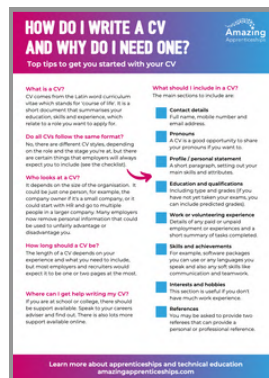 HOW DO I WRITE A CV
AND WHY DO I NEED ONE?
Top tips to get you started with your CV
Amazing
Apprenticeships
What is a CV?
CV comes from the Latin word curriculum
vitae which stands for 'course of life'. It is a
short document that summarises your
education, skills and experience, which
relate to a role you want to apply for.
Do all CVs follow the same format?
No, there are different CV styles, depending
on the role and the stage you're at, but there
are certain things that employers will always
expect you to include (see the checklist).
Who looks at a CV?
It depends on the size of the organisation. It
could be just one person, for example, the
company owner if it's a small company, or it
could start with HR and go to multiple
people in a larger company. Many employers
now remove personal information that could
be used to unfairly advantage or
disadvantage you.
How long should a CV be?
The length of a CV depends on your
experience and what you need to include,
but most employers and recruiters would
expect it to be one or two pages at the most.
Where can I get help writing my CV?
If you are at school or college, there
should be support available. Speak to your careers
adviser and find out. There is also lots more
support available online.
What should I include in a CV?
The main sections to include are:
Contact details
Full name, mobile number and
email address.
Pronouns
A CV is a good opportunity to share
your pronouns if you want to.
Profile / personal statement
A short paragraph, setting out your
main skills and attributes.
Education and qualifications
Including type and grades (if you
have not yet taken your exams, you
can include predicted grades).
Work or volunteering experience
Details of any paid or unpaid
employment or experiences and a
short summary of tasks completed.
Skills and achievements
For example, software packages
you can use or any languages you
speak and also soft skills like
communication and teamwork.
Interests and hobbies
This section is useful if you don't
have much work experience.
References
You may be asked to provide two
referees that can provide a
personal or professional reference.
Learn more about apprenticeships and technical education
amazingapprenticeships.com